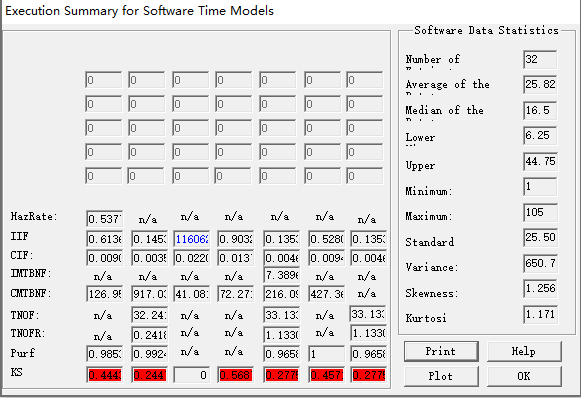 Execution Summary for Software Time Models
Software Data Statistics
0 0 0 0 0 0 0
0 0 0 0 0 0 0
0 0 0 0 0 0 0
0 0 0 0 0 0 0
0 0 0 0 0 0 0
HazRate: 0.537 n/a n/a n/a n/a n/a n/a
IIF 0.6136 0.1453 116062 0.9032 0.1353 0.5280 0.1353
CIF: 0.0090 0.0035 0.0220 0.013 0.0046 0.0094 0.0046
IMTBNF: n/a n/a n/a n/a 7.3896 n/a n/a
CMTBNF: 126.95 917.03 41.081 72.271 216.09 427.36 n/a
TNOF: n/a 32.241 n/a n/a 33.133 n/a 33.133
TNOFR: n/a 0.2418 n/a n/a 1.1330 n/a 1.1330
Purf 0.9853 0.9924 n/a n/a 0.9658 1 0.9658
KS 0.444 0.244 0 0.568 0.277 0.457 0.277
Number of 32
Average of the 25.82
Median of the 16.5
Lower 6.25
Upper 44.75
Minimum: 1
Maximum: 105
Standard 25.50
Variance: 650.7
Skewness: 1.256
Kurtosi 1.171
Print Help
Plot OK